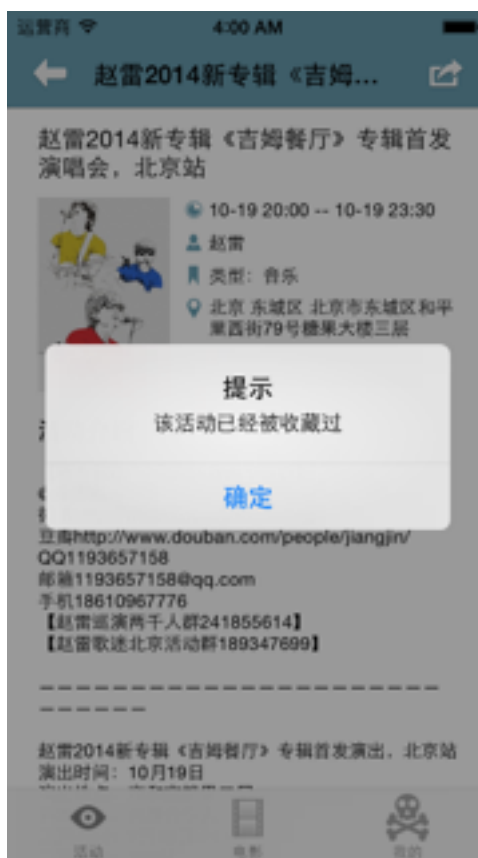 运营商 4:00 AM
赵雷2014新专辑《吉姆...
赵雷2014新专辑《吉姆餐厅》专辑首发
演唱会，北京站
10-19 20:00 -- 10-19 23:30
赵雷
类型：音乐
北京 东城区 北京市东城区和平
里西街79号糖果大楼三层
提示
该活动已经被收藏过
确定
豆瓣http://www.douban.com/people/jiangjin/
QQ1193657158
邮箱1193657158@qq.com
手机18610967776
【赵雷巡演两千人群241855614】
【赵雷歌迷北京活动群189347699】
————————————————————————
——————
赵雷2014新专辑《吉姆餐厅》专辑首发演出，北京站
演出时间：10月19日
活动 电影 我的